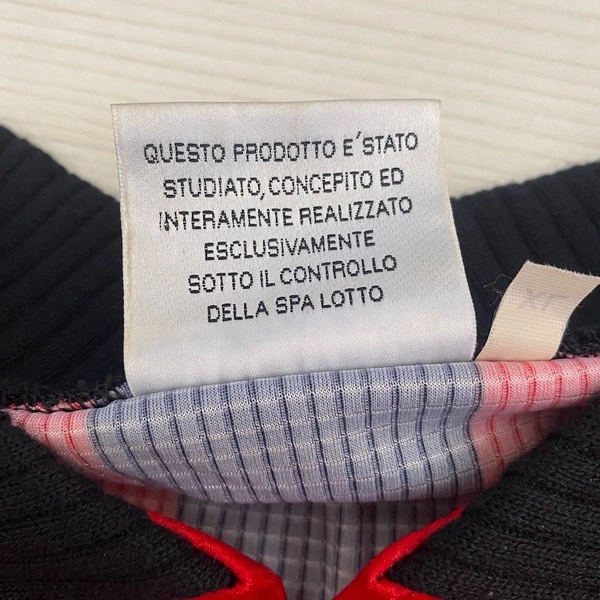 QUESTO PRODOTTO E´STATO
STUDIATO, CONCEPITO ED
INTERAMENTE REALIZZATO
ESCLUSIVAMENTE
SOTTO IL CONTROLLO
DELLA SPA LOTTO